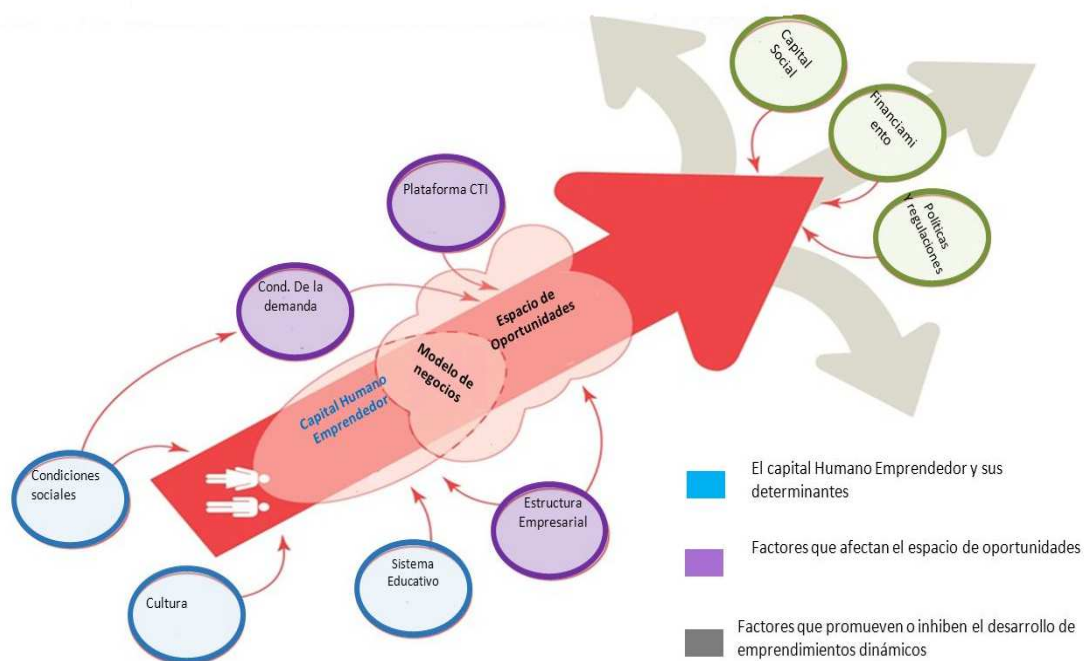 Capital
Social
Financiami
ento
Políticas
Y regulaciones
Plataforma CTI
Cond. De la
demanda
Espacio de
Oportunidades
Modelo de
negocios
Capital Humano
Emprendedor
Condiciones
sociales
Estructura
Empresarial
Sistema
Educativo
Cultura
El capital Humano Emprendedor y sus
determinantes
Factores que afectan el espacio de oportunidades
Factores que promueven o inhiben el desarrollo de
emprendimientos dinámicos